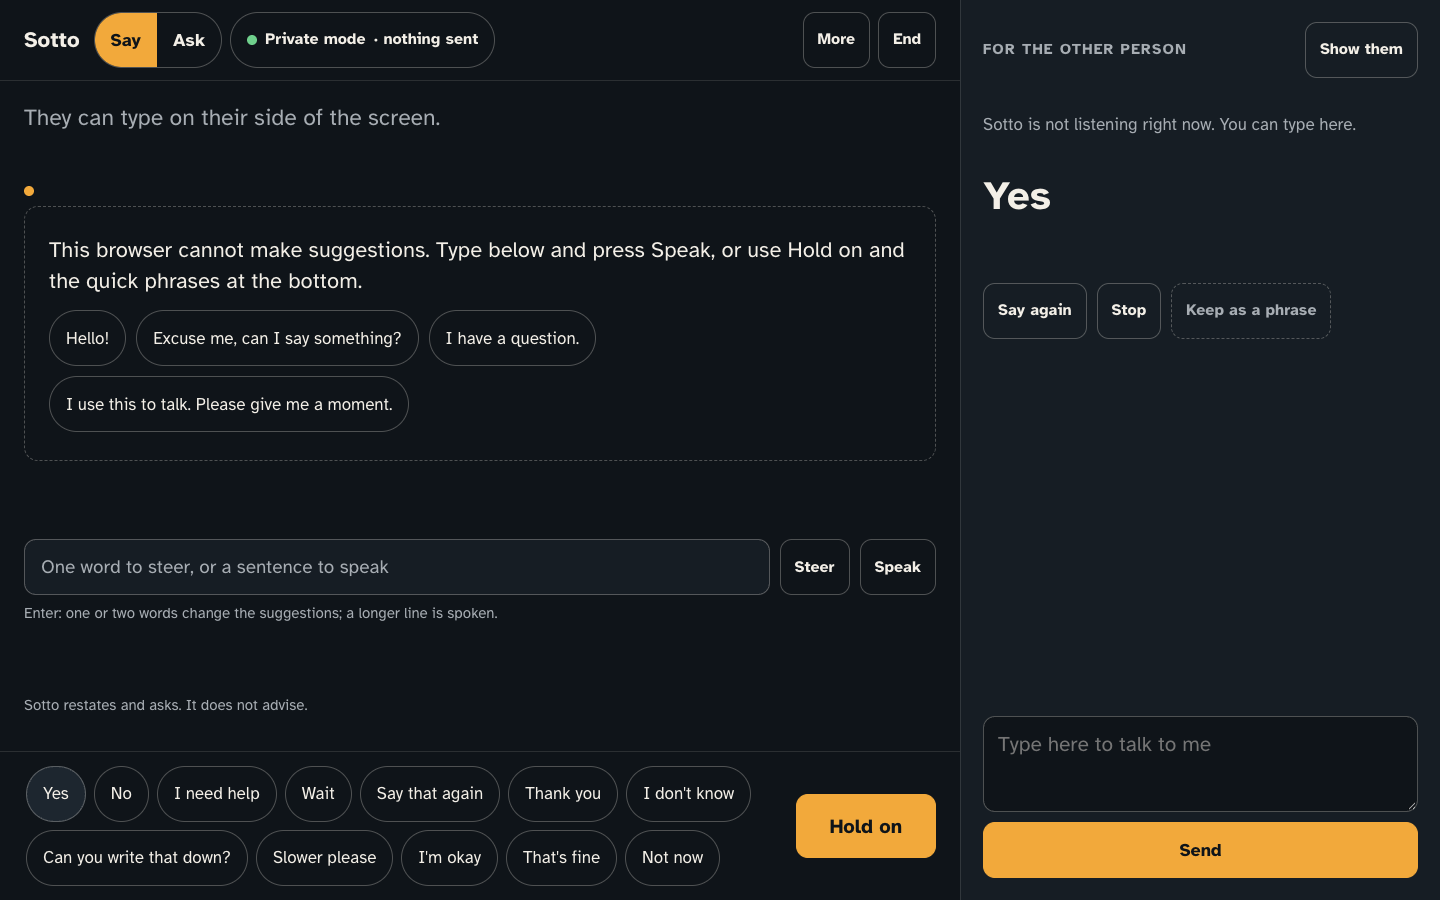 Sotto
Say
Ask
Private mode · nothing sent
More
End
They can type on their side of the screen.
This browser cannot make suggestions. Type below and press Speak, or use Hold on and
the quick phrases at the bottom.
Hello!
Excuse me, can I say something?
I have a question.
I use this to talk. Please give me a moment.
One word to steer, or a sentence to speak
Steer
Speak
Enter: one or two words change the suggestions; a longer line is spoken.
Sotto restates and asks. It does not advise.
Yes
No
I need help
Wait
Say that again
Thank you
I don't know
Can you write that down?
Slower please
I'm okay
That's fine
Not now
Hold on
FOR THE OTHER PERSON
Show them
Sotto is not listening right now. You can type here.
Yes
Say again
Stop
Keep as a phrase
Type here to talk to me
Send